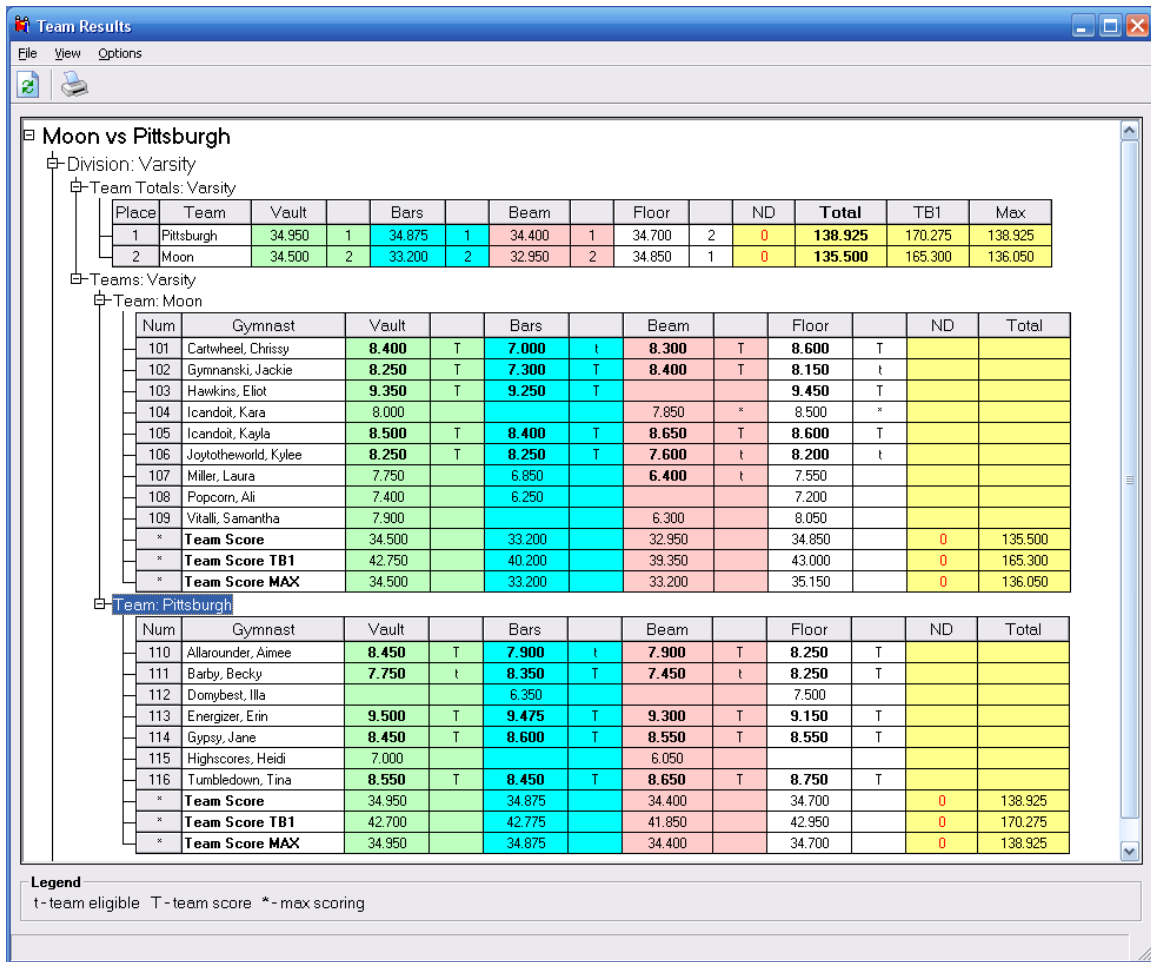 Team Results
File View Options
Moon vs Pittsburgh
Division: Varsity
Team Totals: Varsity
Place Team Vault Bars Beam Floor ND Total TB1 Max
1 Pittsburgh 34.950 1 34.875 1 34.400 1 34.700 2 0 138.925 170.275 138.925
2 Moon 34.500 2 33.200 2 32.950 2 34.850 1 0 135.500 165.300 136.050
Teams: Varsity
Team: Moon
Num Gymnast Vault Bars Beam Floor ND Total
101 Cartwheel, Chrissy 8.400 T 7.000 t 8.300 T 8.600 T
102 Gymnanski, Jackie 8.250 T 7.300 T 8.400 T 8.150 t
103 Hawkins, Eliot 9.350 T 9.250 T 9.450 T
104 Icandoit, Kara 8.000 7.850 * 8.500 *
105 Icandoit, Kayla 8.500 T 8.400 T 8.650 T 8.600 T
106 Joytotheworld, Kylee 8.250 T 8.250 T 7.600 t 8.200 t
107 Miller, Laura 7.750 6.850 6.400 t 7.550
108 Popcorn, Ali 7.400 6.250 7.200
109 Vitalli, Samantha 7.900 6.300 8.050
* Team Score 34.500 33.200 32.950 34.850 0 135.500
* Team Score TB1 42.750 40.200 39.350 43.000 0 165.300
* Team Score MAX 34.500 33.200 33.200 35.150 0 136.050
Team: Pittsburgh
Num Gymnast Vault Bars Beam Floor ND Total
110 Allarounder, Aimee 8.450 T 7.900 t 7.900 T 8.250 T
111 Barby, Becky 7.750 t 8.350 T 7.450 t 8.250 T
112 Domybest, Illa 6.350 7.500
113 Energizer, Erin 9.500 T 9.475 T 9.300 T 9.150 T
114 Gypsy, Jane 8.450 T 8.600 T 8.550 T 8.550 T
115 Highscores, Heidi 7.000 6.050
116 Tumbledown, Tina 8.550 T 8.450 T 8.650 T 8.750 T
* Team Score 34.950 34.875 34.400 34.700 0 138.925
* Team Score TB1 42.700 42.775 41.850 42.950 0 170.275
* Team Score MAX 34.950 34.875 34.400 34.700 0 138.925
Legend
t - team eligible T - team score * - max scoring